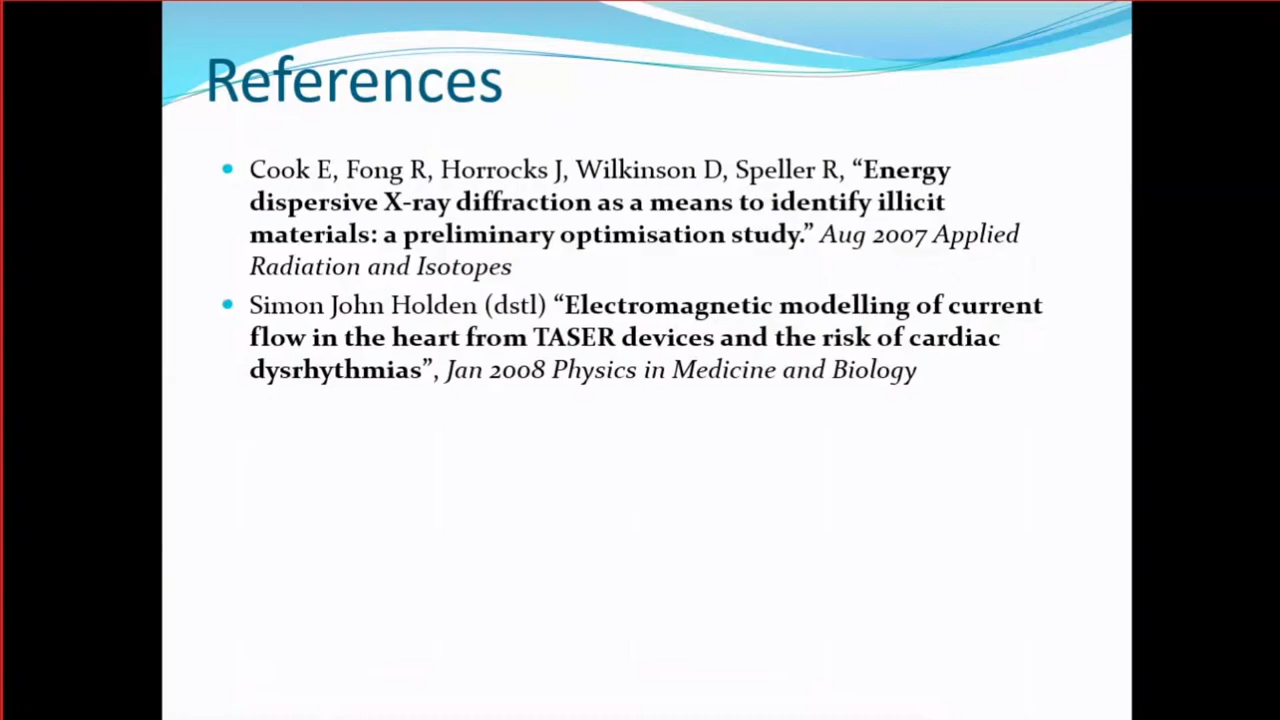 References
Cook E, Fong R, Horrocks J, Wilkinson D, Speller R, “Energy
dispersive X-ray diffraction as a means to identify illicit
materials: a preliminary optimisation study.” Aug 2007 Applied
Radiation and Isotopes
Simon John Holden (dstl) “Electromagnetic modelling of current
flow in the heart from TASER devices and the risk of cardiac
dysrhythmias”, Jan 2008 Physics in Medicine and Biology